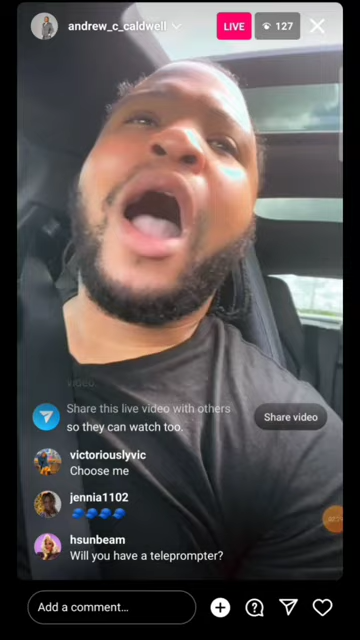 andrew_c_caldwell
LIVE
127
video.
Share this live video with others
so they can watch too.
Share video
victoriouslyvic
Choose me
jennia1102
hsunbeam
Will you have a teleprompter?
Add a comment...